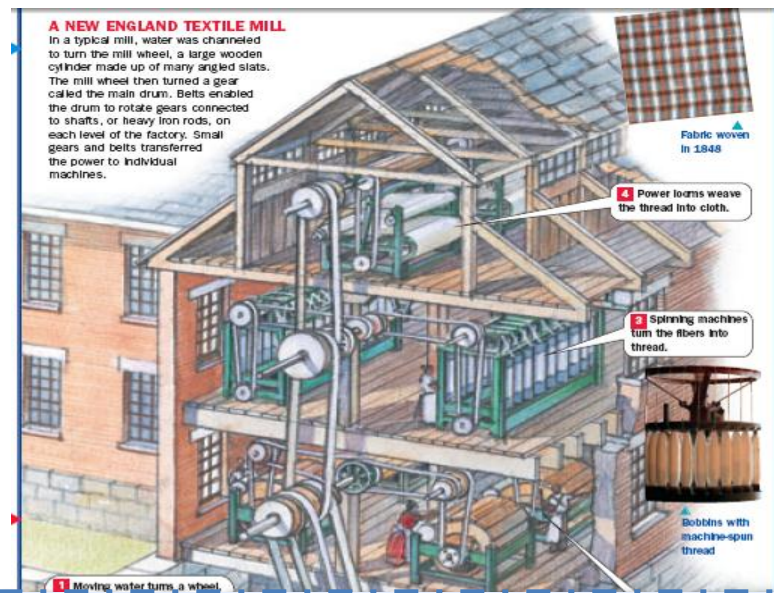 A NEW ENGLAND TEXTILE MILL
In a typical mill, water was channeled
to turn the mill wheel, a large wooden
cylinder made up of many angled slats.
The mill wheel then turned a gear
called the main drum. Belts enabled
the drum to rotate gears connected
to shafts, or heavy iron rods, on
each level of the factory. Small
gears and belts transferred
the power to individual
machines.
Fabric woven
in 1848
4 Power looms weave
the thread into cloth.
3 Spinning machines
turn the fibers into
thread.
Bobbins with
machine-spun
thread
1 Moving water turns a wheel.